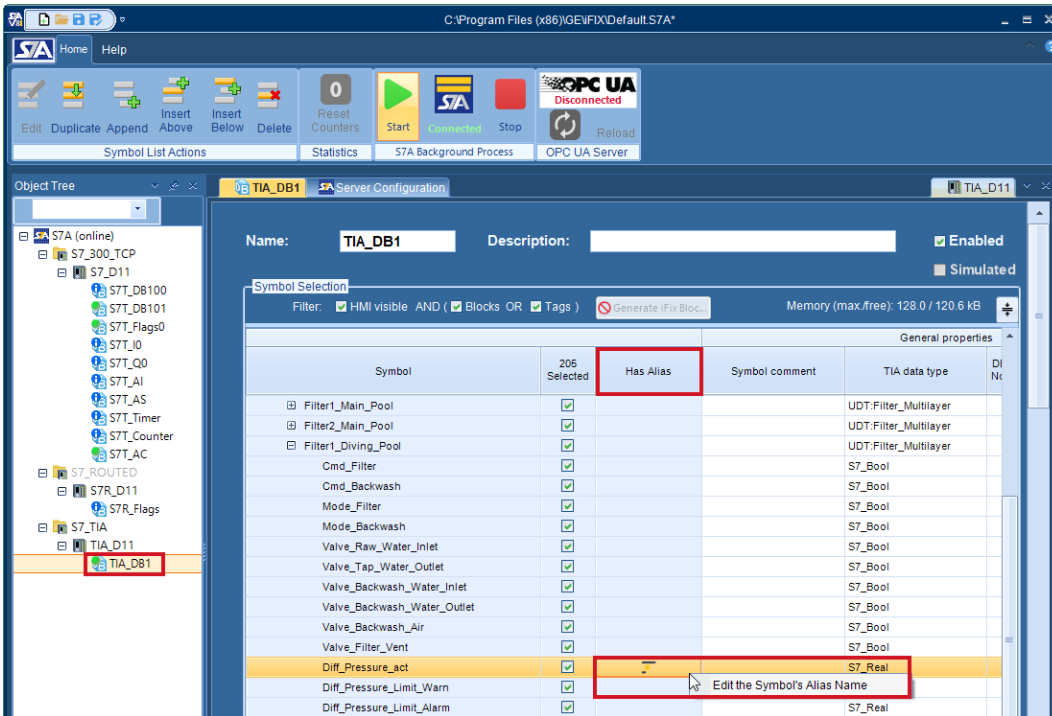 C:\Program Files (x86)\GE\iFIX\Default.S7A*
S7A Home Help
Edit Duplicate Append Insert Above Insert Below Delete
Symbol List Actions
0
Reset Counters
Statistics
Start S7A Connected Stop
S7A Background Process
OPC UA
Disconnected
Reload
OPC UA Server
Object Tree
S7A (online)
S7_300_TCP
S7_D11
S7T_DB100
S7T_DB101
S7T_Flags0
S7T_I0
S7T_Q0
S7T_AI
S7T_AS
S7T_Timer
S7T_Counter
S7T_AC
S7_ROUTED
S7R_D11
S7R_Flags
S7_TIA
TIA_D11
TIA_DB1
TIA_DB1 Server Configuration TIA_D11
Name: TIA_DB1 Description: Enabled
Simulated
Symbol Selection
Filter: HMI visible AND ( Blocks OR Tags ) Generate iFix Bloc... Memory (max./free): 128.0 / 120.6 kB
General properties
Symbol 205 Selected Has Alias Symbol comment TIA data type
Filter1_Main_Pool UDT:Filter_Multilayer
Filter2_Main_Pool UDT:Filter_Multilayer
Filter1_Diving_Pool UDT:Filter_Multilayer
Cmd_Filter S7_Bool
Cmd_Backwash S7_Bool
Mode_Filter S7_Bool
Mode_Backwash S7_Bool
Valve_Raw_Water_Inlet S7_Bool
Valve_Tap_Water_Outlet S7_Bool
Valve_Backwash_Water_Inlet S7_Bool
Valve_Backwash_Water_Outlet S7_Bool
Valve_Backwash_Air S7_Bool
Valve_Filter_Vent S7_Bool
Diff_Pressure_act S7_Real
Diff_Pressure_Limit_Warn Edit the Symbol's Alias Name
Diff_Pressure_Limit_Alarm S7_Real